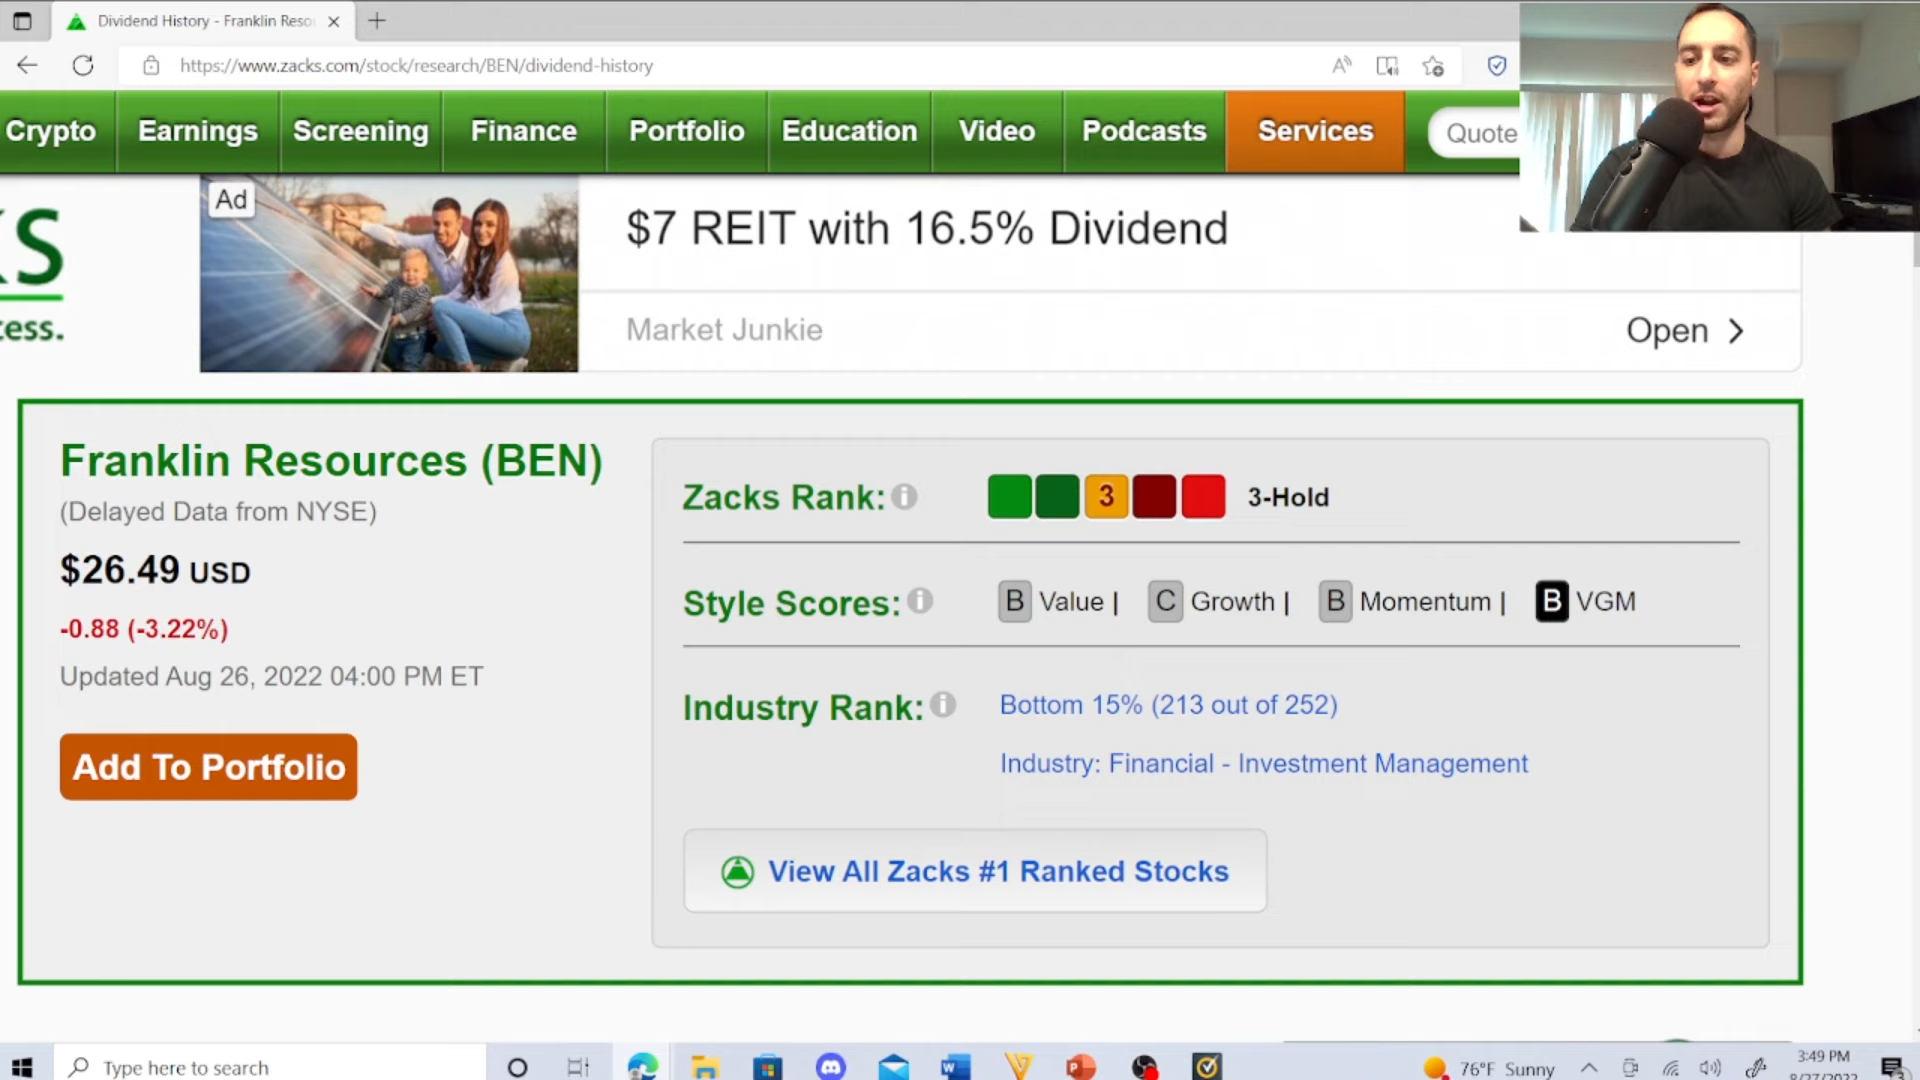 Dividend History - Franklin Reso
https://www.zacks.com/stock/research/BEN/dividend-history
Crypto Earnings Screening Finance Portfolio Education Video Podcasts Services Quote
Ad
$7 REIT with 16.5% Dividend
cess.
Market Junkie
Open
Franklin Resources (BEN)
(Delayed Data from NYSE)
$26.49 USD
-0.88 (-3.22%)
Updated Aug 26, 2022 04:00 PM ET
Add To Portfolio
Zacks Rank: 3 3-Hold
Style Scores: B Value | C Growth | B Momentum | B VGM
Industry Rank: Bottom 15% (213 out of 252)
Industry: Financial - Investment Management
View All Zacks #1 Ranked Stocks
Type here to search
76°F Sunny
3:49 PM
8/27/2022